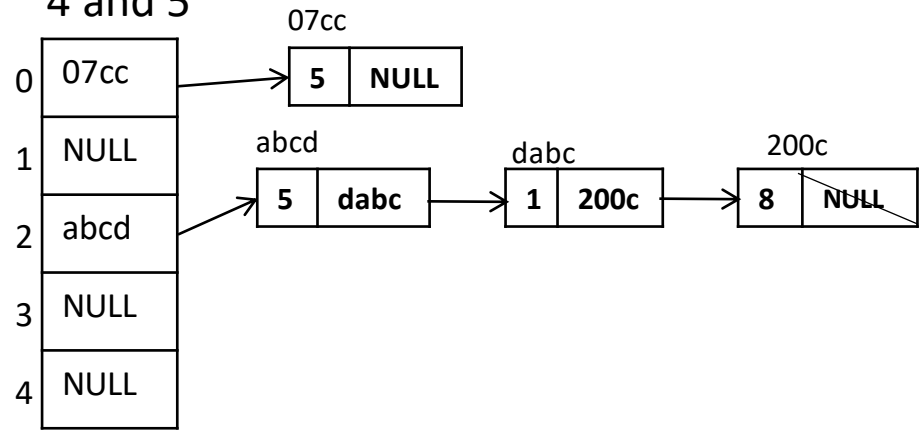 4 and 5
07cc
0 07cc
5 NULL
1 NULL
abcd
dabc
200c
5 dabc
1 200c
8 NULL
2 abcd
3 NULL
4 NULL